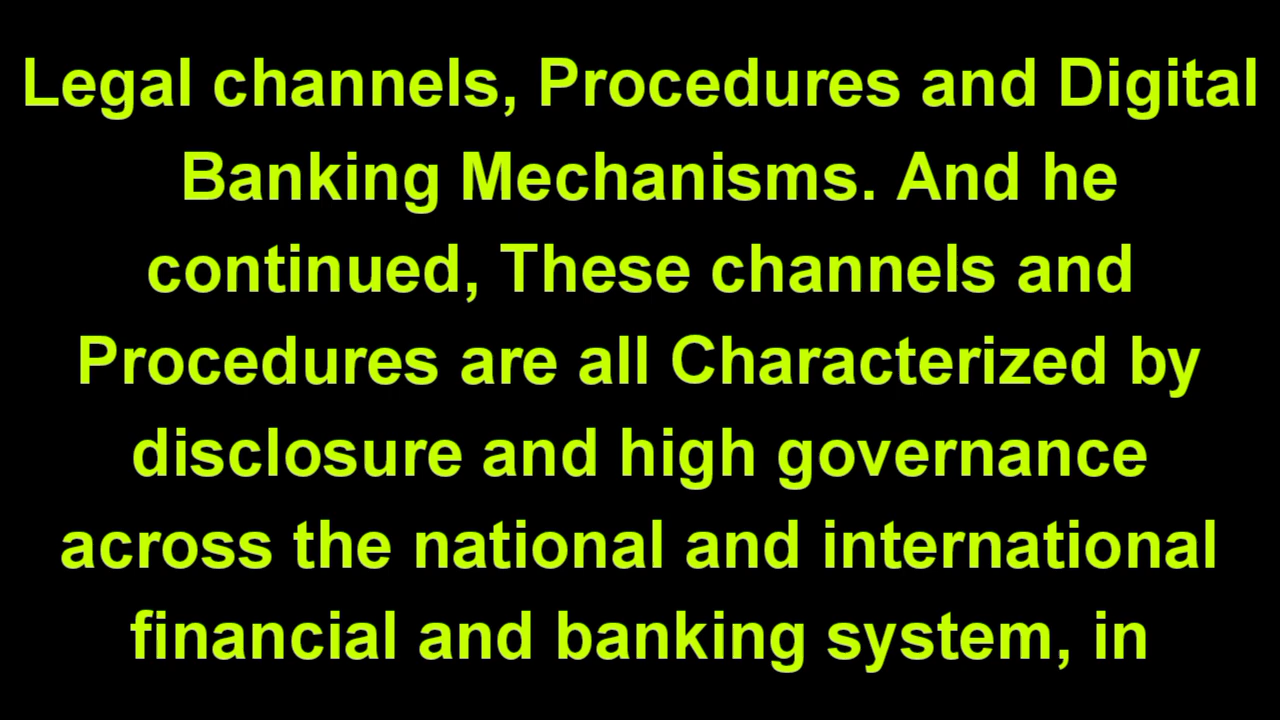 Legal channels, Procedures and Digital
Banking Mechanisms. And he
continued, These channels and
Procedures are all Characterized by
disclosure and high governance
across the national and international
financial and banking system, in